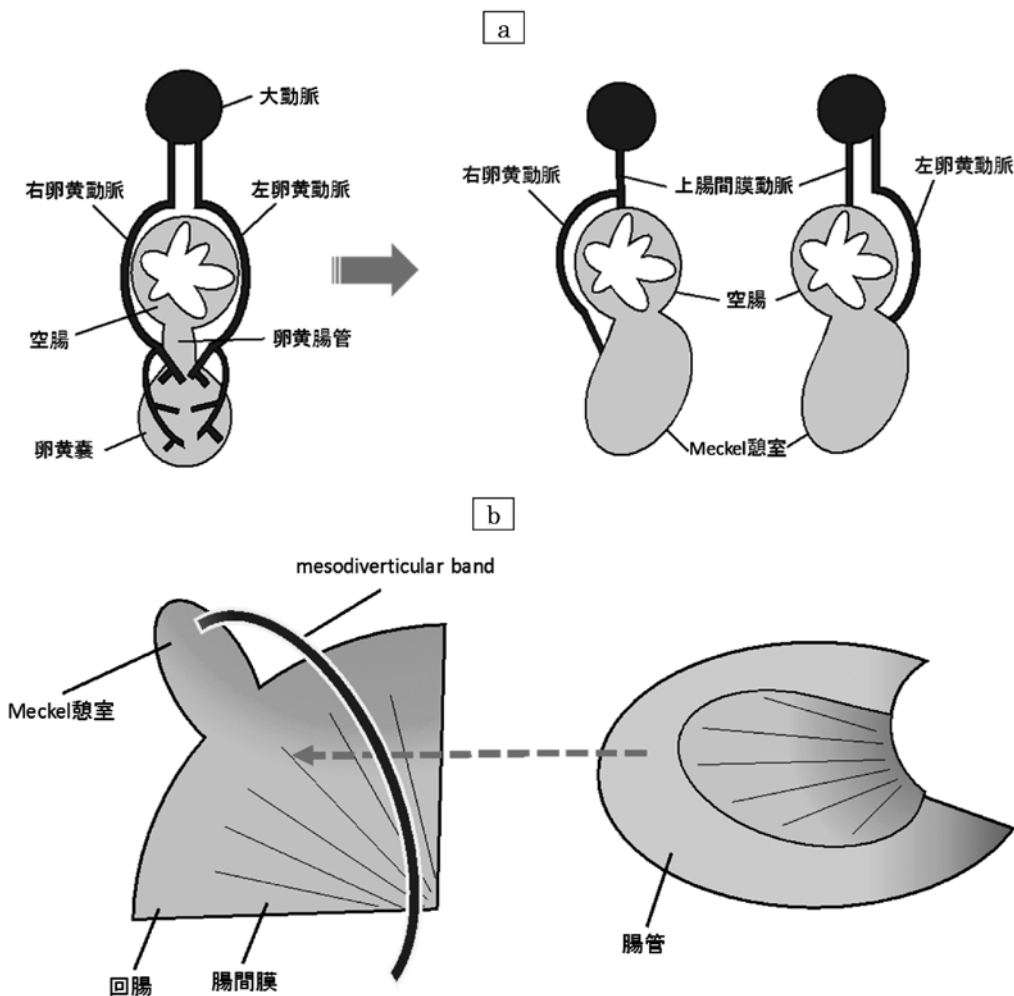 a
大動脈
右卵黄動脈
左卵黄動脈
空腸
卵黄腸管
卵黄嚢
右卵黄動脈
上腸間膜動脈
左卵黄動脈
空腸
Meckel憩室
b
mesodiverticular band
Meckel憩室
回腸
腸間膜
腸管